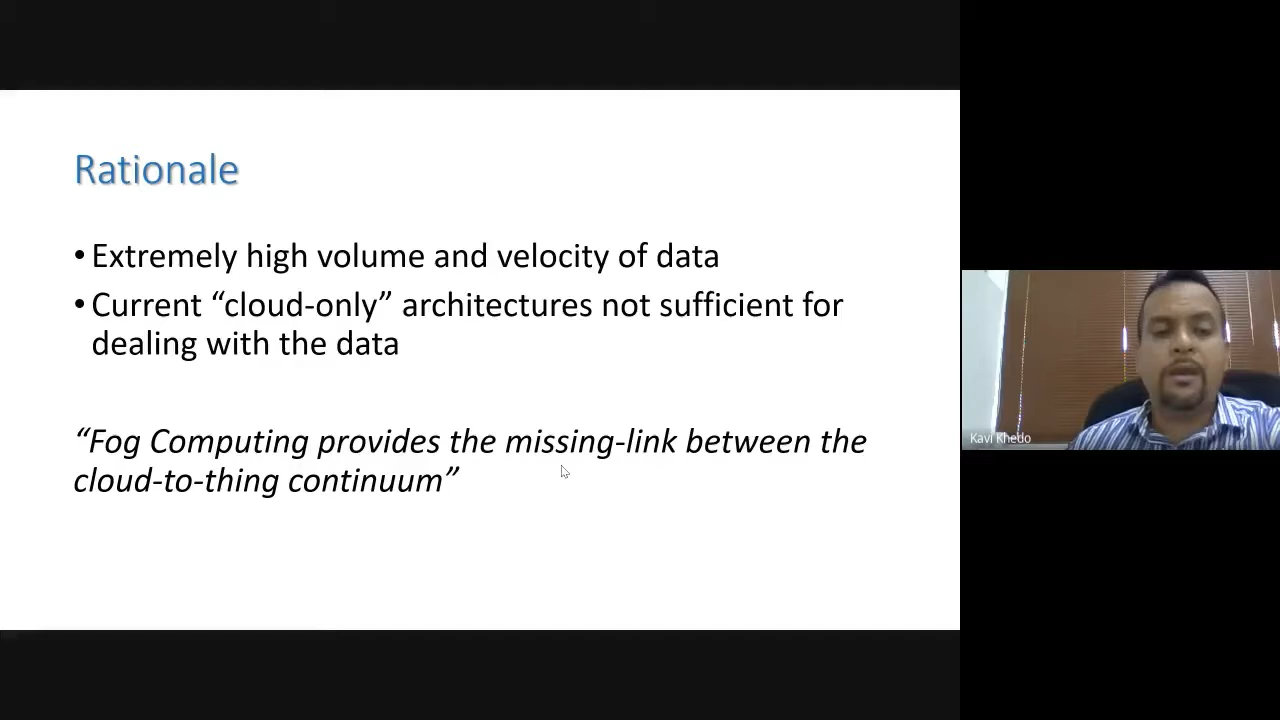 Rationale
• Extremely high volume and velocity of data
• Current “cloud-only” architectures not sufficient for
dealing with the data
“Fog Computing provides the missing-link between the
cloud-to-thing continuum”
Kavi Khedo